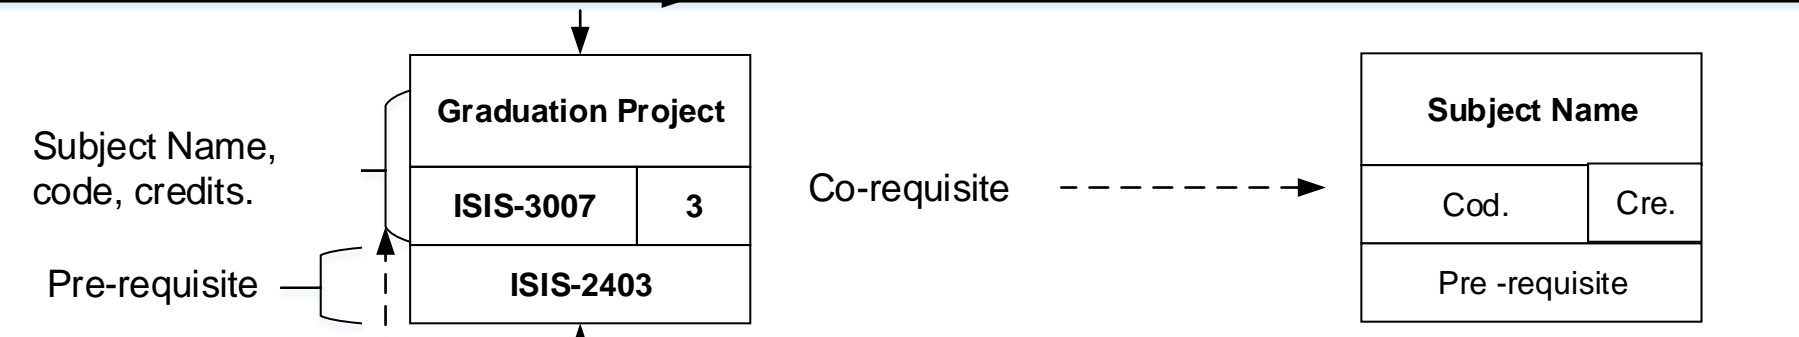 Subject Name,
code, credits.
Pre-requisite
Graduation Project
ISIS-3007
3
ISIS-2403
Co-requisite
Subject Name
Cod.
Cre.
Pre -requisite